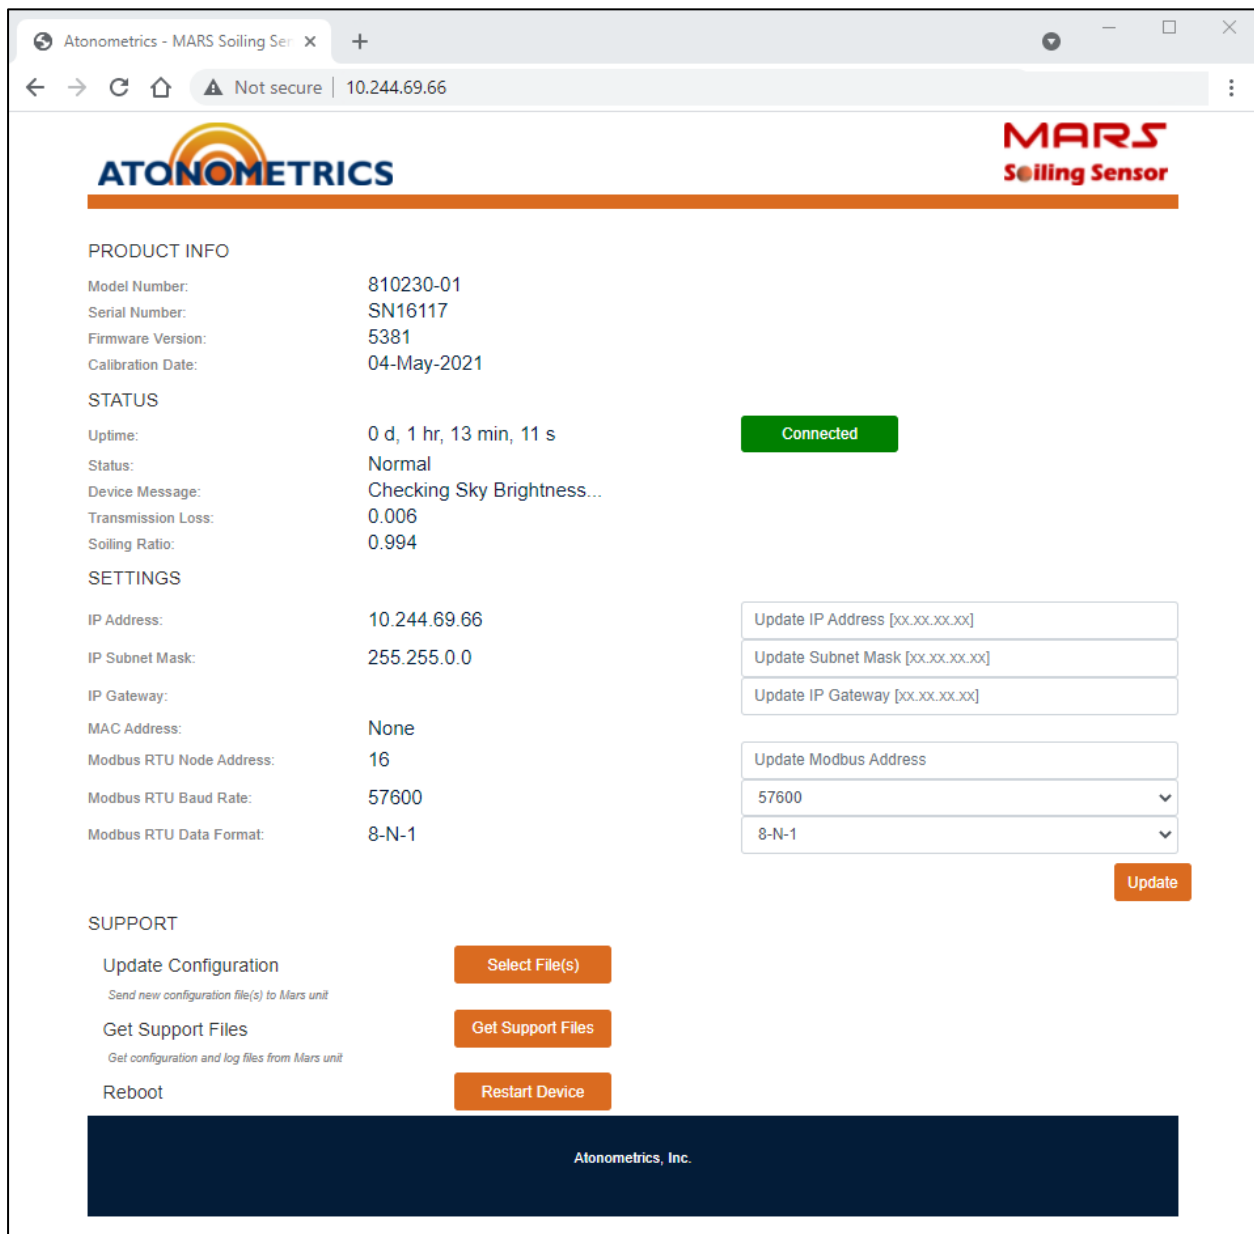 Atonometrics - MARS Soiling Ser
Not secure | 10.244.69.66
ATONOMETRICS
MARS
Soiling Sensor
PRODUCT INFO
Model Number: 810230-01
Serial Number: SN16117
Firmware Version: 5381
Calibration Date: 04-May-2021
STATUS
Uptime: 0 d, 1 hr, 13 min, 11 s Connected
Status: Normal
Device Message: Checking Sky Brightness...
Transmission Loss: 0.006
Soiling Ratio: 0.994
SETTINGS
IP Address: 10.244.69.66 Update IP Address [xx.xx.xx.xx]
IP Subnet Mask: 255.255.0.0 Update Subnet Mask [xx.xx.xx.xx]
IP Gateway: Update IP Gateway [xx.xx.xx.xx]
MAC Address: None
Modbus RTU Node Address: 16 Update Modbus Address
Modbus RTU Baud Rate: 57600 57600
Modbus RTU Data Format: 8-N-1 8-N-1
Update
SUPPORT
Update Configuration Select File(s)
Send new configuration file(s) to Mars unit
Get Support Files Get Support Files
Get configuration and log files from Mars unit
Reboot Restart Device
Atonometrics, Inc.